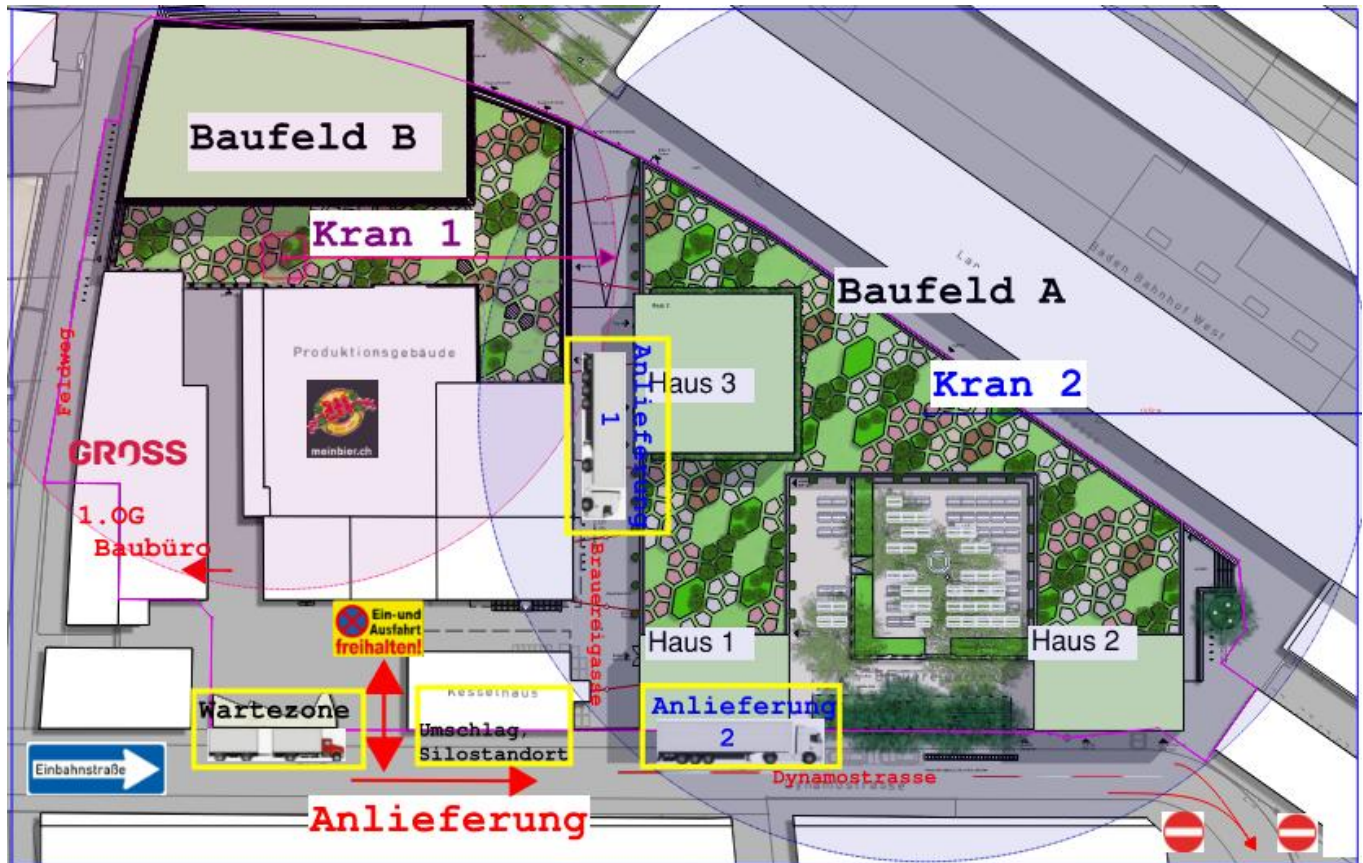 Baufeld B
Kran 1
Baufeld A
Baden Bahnhof West
Kran 2
Feldweg
Produktionsgebäude
meinbier.ch
GROSS
1.OG
Baubüro
Anlieferung
1
Haus 3
Brauereigasse
Ein- und
Ausfahrt
freihalten!
Haus 1
Haus 2
Wartezone
Kesselhaus
Umschlag,
Silostandort
Anlieferung
2
Einbahnstraße
Dynamostrasse
Dynamostrasse
Anlieferung